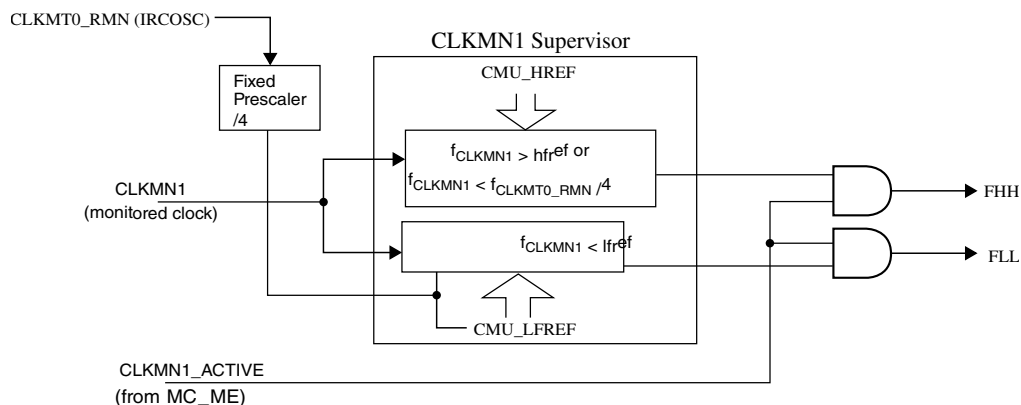 CLKMT0_RMN (IRCOSC)
CLKMN1 Supervisor
Fixed
Prescaler
/4
CMU_HREF
fCLKMN1 > hfref or
fCLKMN1 < fCLKMT0_RMN /4
CLKMN1
(monitored clock)
FHH
fCLKMN1 < lfref
FLL
CMU_LFREF
CLKMN1_ACTIVE
(from MC_ME)